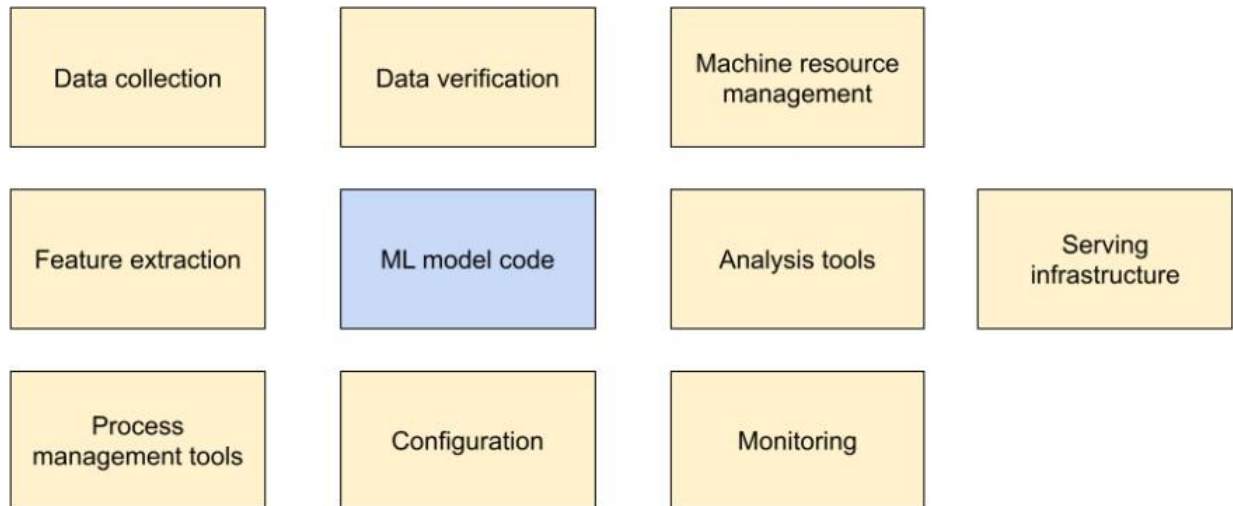 Data collection
Data verification
Machine resource
management
Feature extraction
ML model code
Analysis tools
Serving
infrastructure
Process
management tools
Configuration
Monitoring